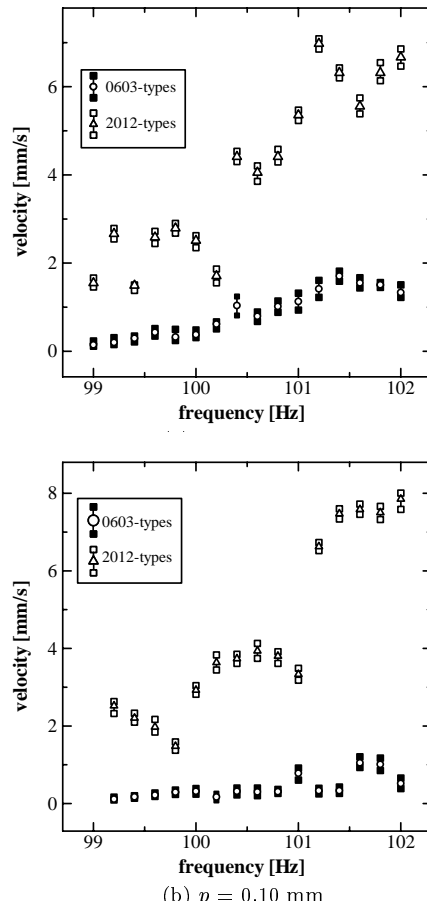 6
4
2
0
velocity [mm/s]
0603-types
2012-types
99
100
101
102
frequency [Hz]
8
6
4
2
0
velocity [mm/s]
0603-types
2012-types
99
100
101
102
frequency [Hz]
(b) p = 0.10 mm